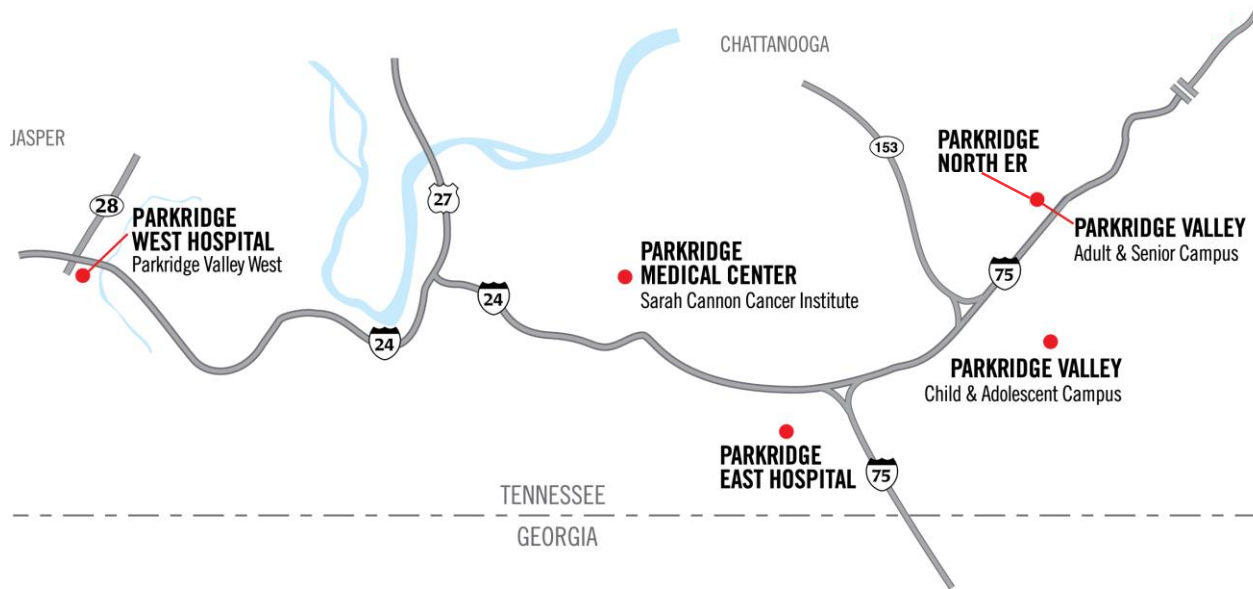 CHATTANOOGA
JASPER
28
PARKRIDGE
WEST HOSPITAL
Parkridge Valley West
27
24
24
PARKRIDGE
MEDICAL CENTER
Sarah Cannon Cancer Institute
153
PARKRIDGE
NORTH ER
PARKRIDGE VALLEY
Adult & Senior Campus
75
PARKRIDGE VALLEY
Child & Adolescent Campus
PARKRIDGE
EAST HOSPITAL
75
TENNESSEE
GEORGIA